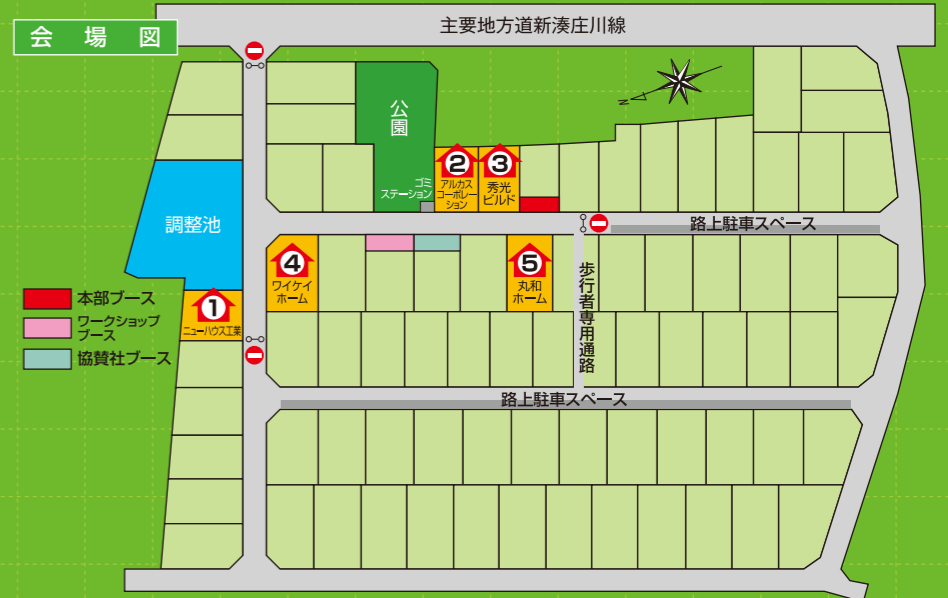 会場図
主要地方道新湊庄川線
N
公園
ゴミ
ステーション
2
アルカス
コーポレー
ション
3
秀光
ビルド
調整池
路上駐車スペース
4
ワイケイ
ホーム
5
丸和
ホーム
歩行者専用通路
1
ニューハウス工業
本部ブース
ワークショップ
ブース
協賛社ブース
路上駐車スペース